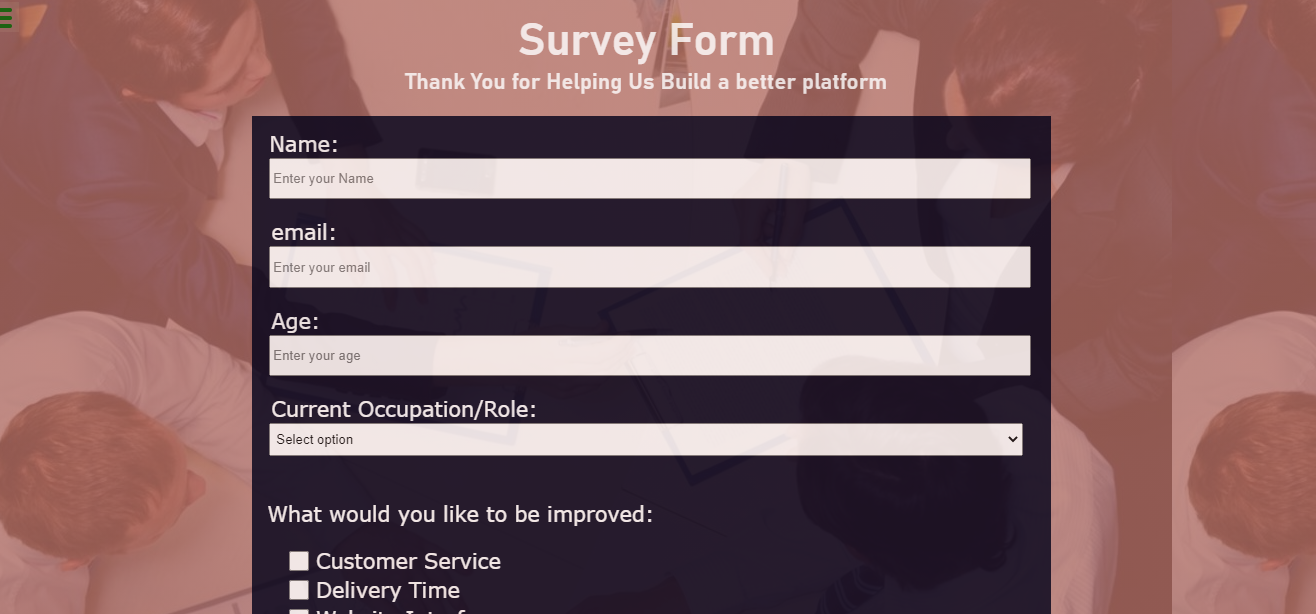 Survey Form
Thank You for Helping Us Build a better platform
Name:
Enter your Name
email:
Enter your email
Age:
Enter your age
Current Occupation/Role:
Select option
What would you like to be improved:
Customer Service
Delivery Time